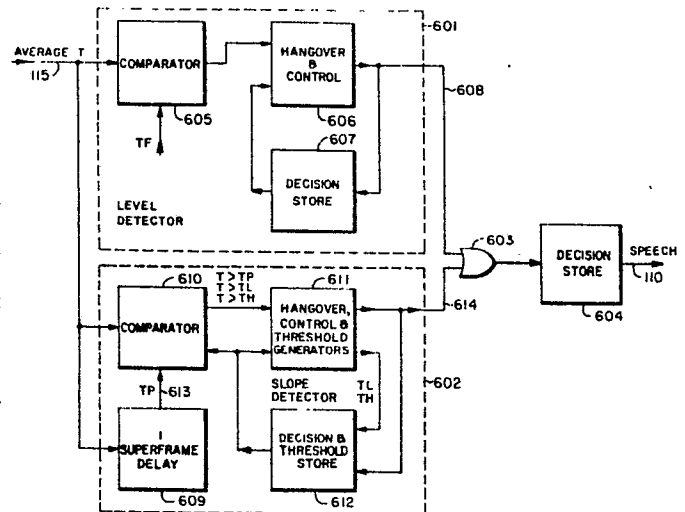 601
AVERAGE T
115
COMPARATOR
605
TF
HANGOVER
&
CONTROL
606
607
DECISION
STORE
608
LEVEL
DETECTOR
603
DECISION
STORE
604
SPEECH
110
610
T > TP
T > TL
T > TH
611
COMPARATOR
HANGOVER,
CONTROL &
THRESHOLD
GENERATORS
614
TP
613
SLOPE
DETECTOR
TL
TH
602
1
SUPERFRAME
DELAY
609
DECISION &
THRESHOLD
STORE
612